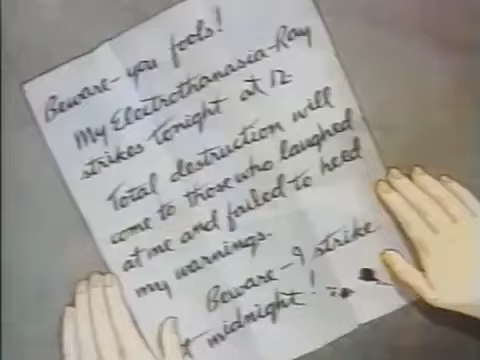 Beware - you fools!
My Electrothanasia-Ray
strikes tonight at 12.
Total destruction will
come to those who laughed
at me and failed to heed
my warnings.
Beware - I strike
at midnight!